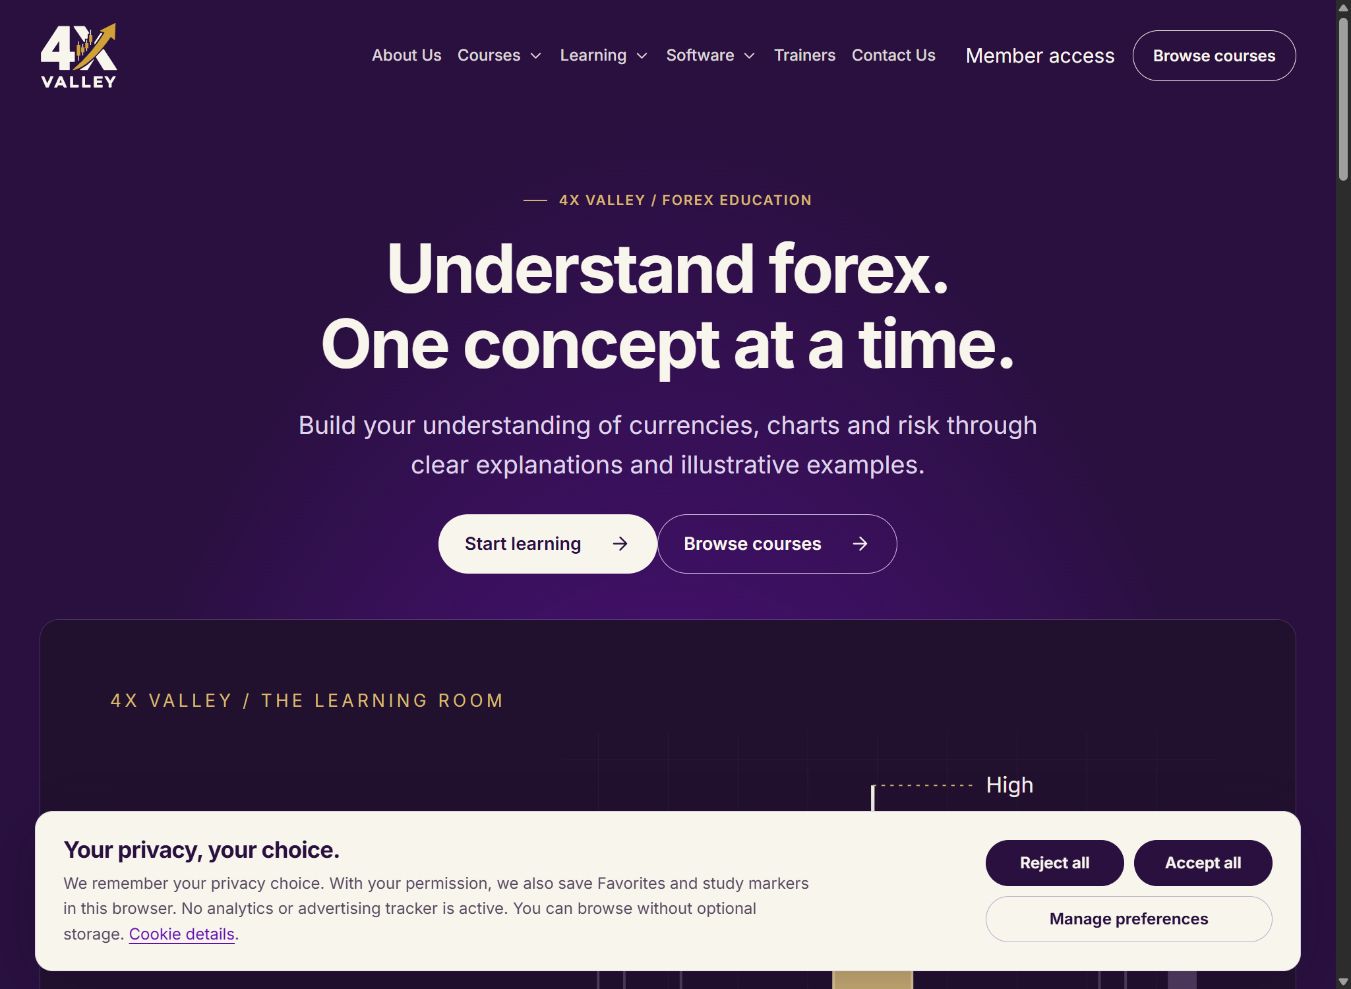 4X
VALLEY
About Us
Courses
Learning
Software
Trainers
Contact Us
Member access
Browse courses
4X VALLEY / FOREX EDUCATION
Understand forex.
One concept at a time.
Build your understanding of currencies, charts and risk through
clear explanations and illustrative examples.
Start learning
Browse courses
4X VALLEY / THE LEARNING ROOM
High
Your privacy, your choice.
We remember your privacy choice. With your permission, we also save Favorites and study markers
in this browser. No analytics or advertising tracker is active. You can browse without optional
storage. Cookie details.
Reject all
Accept all
Manage preferences